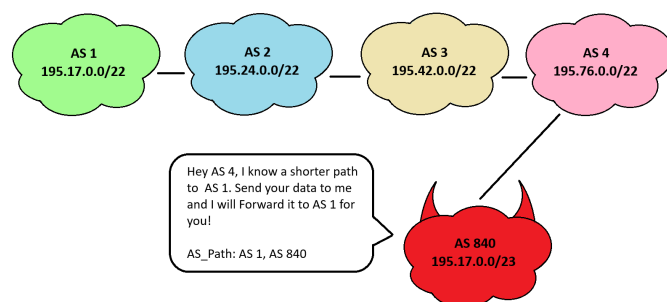 AS 1
195.17.0.0/22
AS 2
195.24.0.0/22
AS 3
195.42.0.0/22
AS 4
195.76.0.0/22
Hey AS 4, I know a shorter path
to  AS 1. Send your data to me
and I will Forward it to AS 1 for
you!
AS_Path: AS 1, AS 840
AS 840
195.17.0.0/23